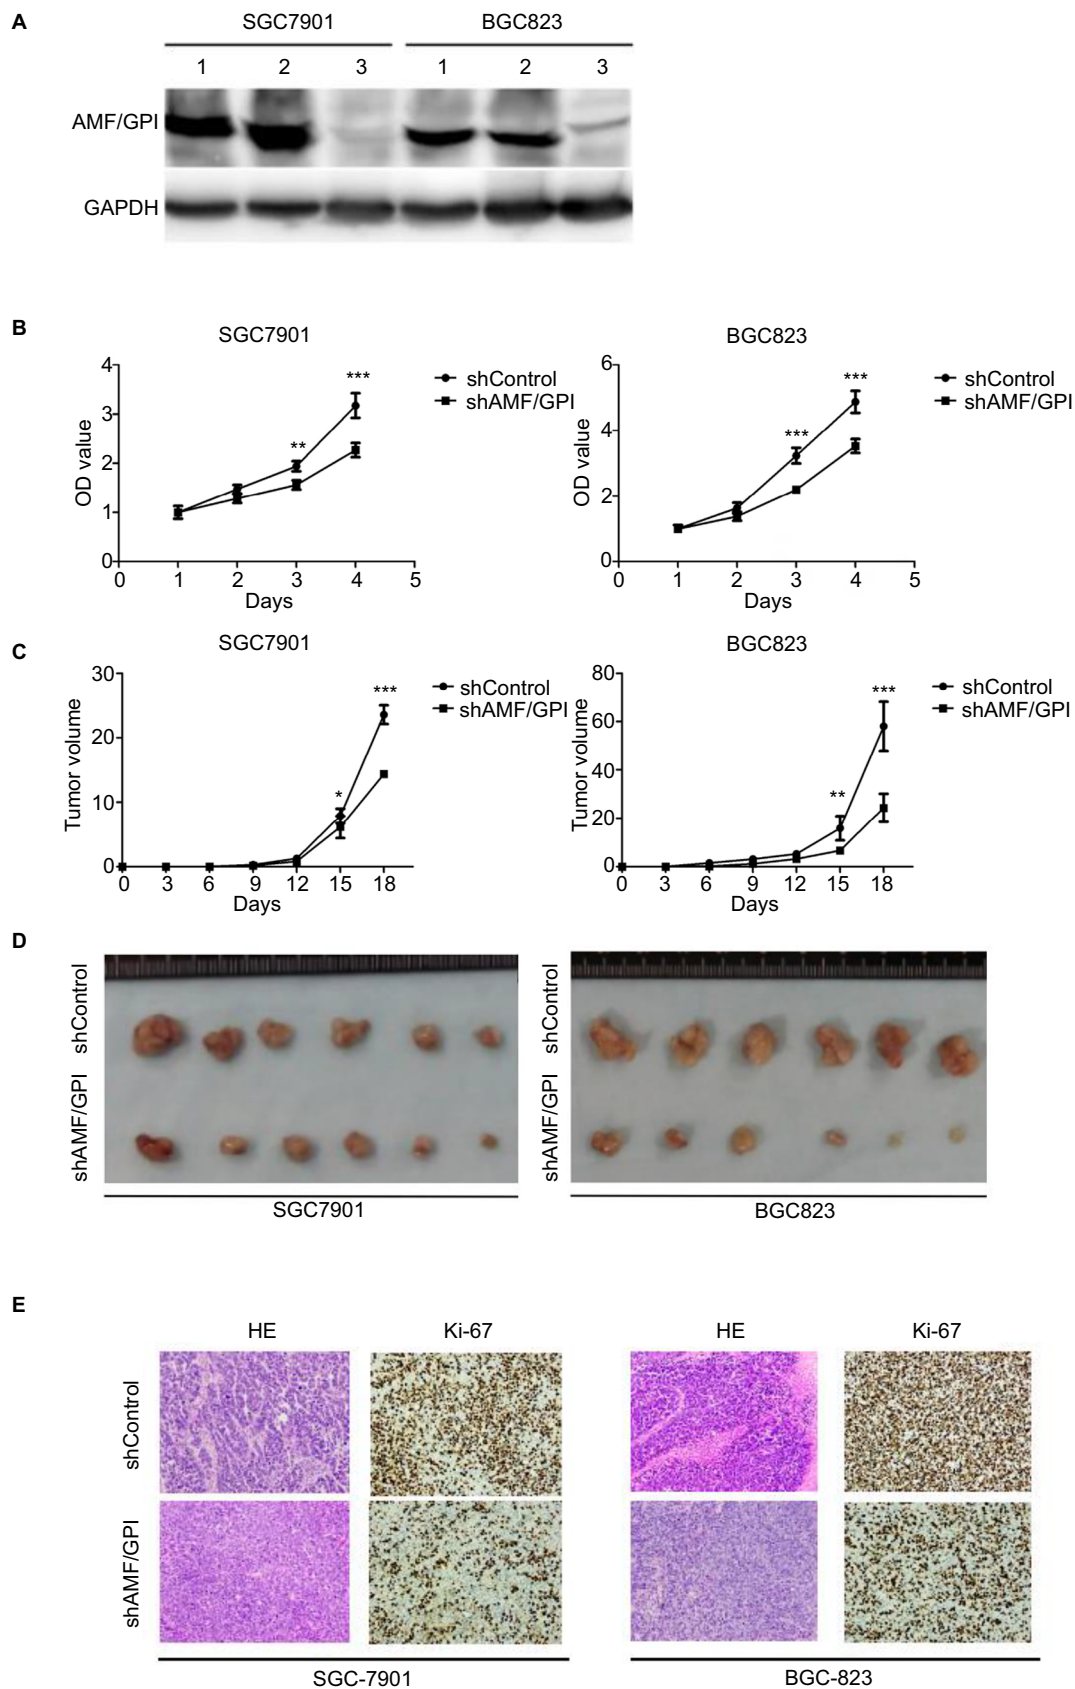 A
SGC7901 BGC823
1 2 3 1 2 3
AMF/GPI
GAPDH
B
SGC7901
4
3
2
1
0
OD value
** ***
shControl
shAMF/GPI
0 1 2 3 4 5
Days
BGC823
6
4
2
0
OD value
*** ***
shControl
shAMF/GPI
0 1 2 3 4 5
Days
C
SGC7901
30
20
10
0
Tumor volume
* ***
shControl
shAMF/GPI
0 3 6 9 12 15 18
Days
BGC823
80
60
40
20
0
Tumor volume
** ***
shControl
shAMF/GPI
0 3 6 9 12 15 18
Days
D
shControl
shAMF/GPI
SGC7901
shControl
shAMF/GPI
BGC823
E
HE Ki-67 HE Ki-67
shControl
shAMF/GPI
SGC-7901 BGC-823